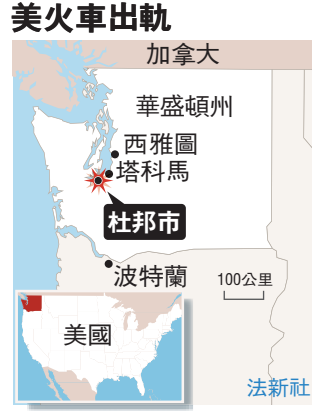 美火車出軌
加拿大
華盛頓州
西雅圖
塔科馬
杜邦市
波特蘭
100公里
美國
法新社